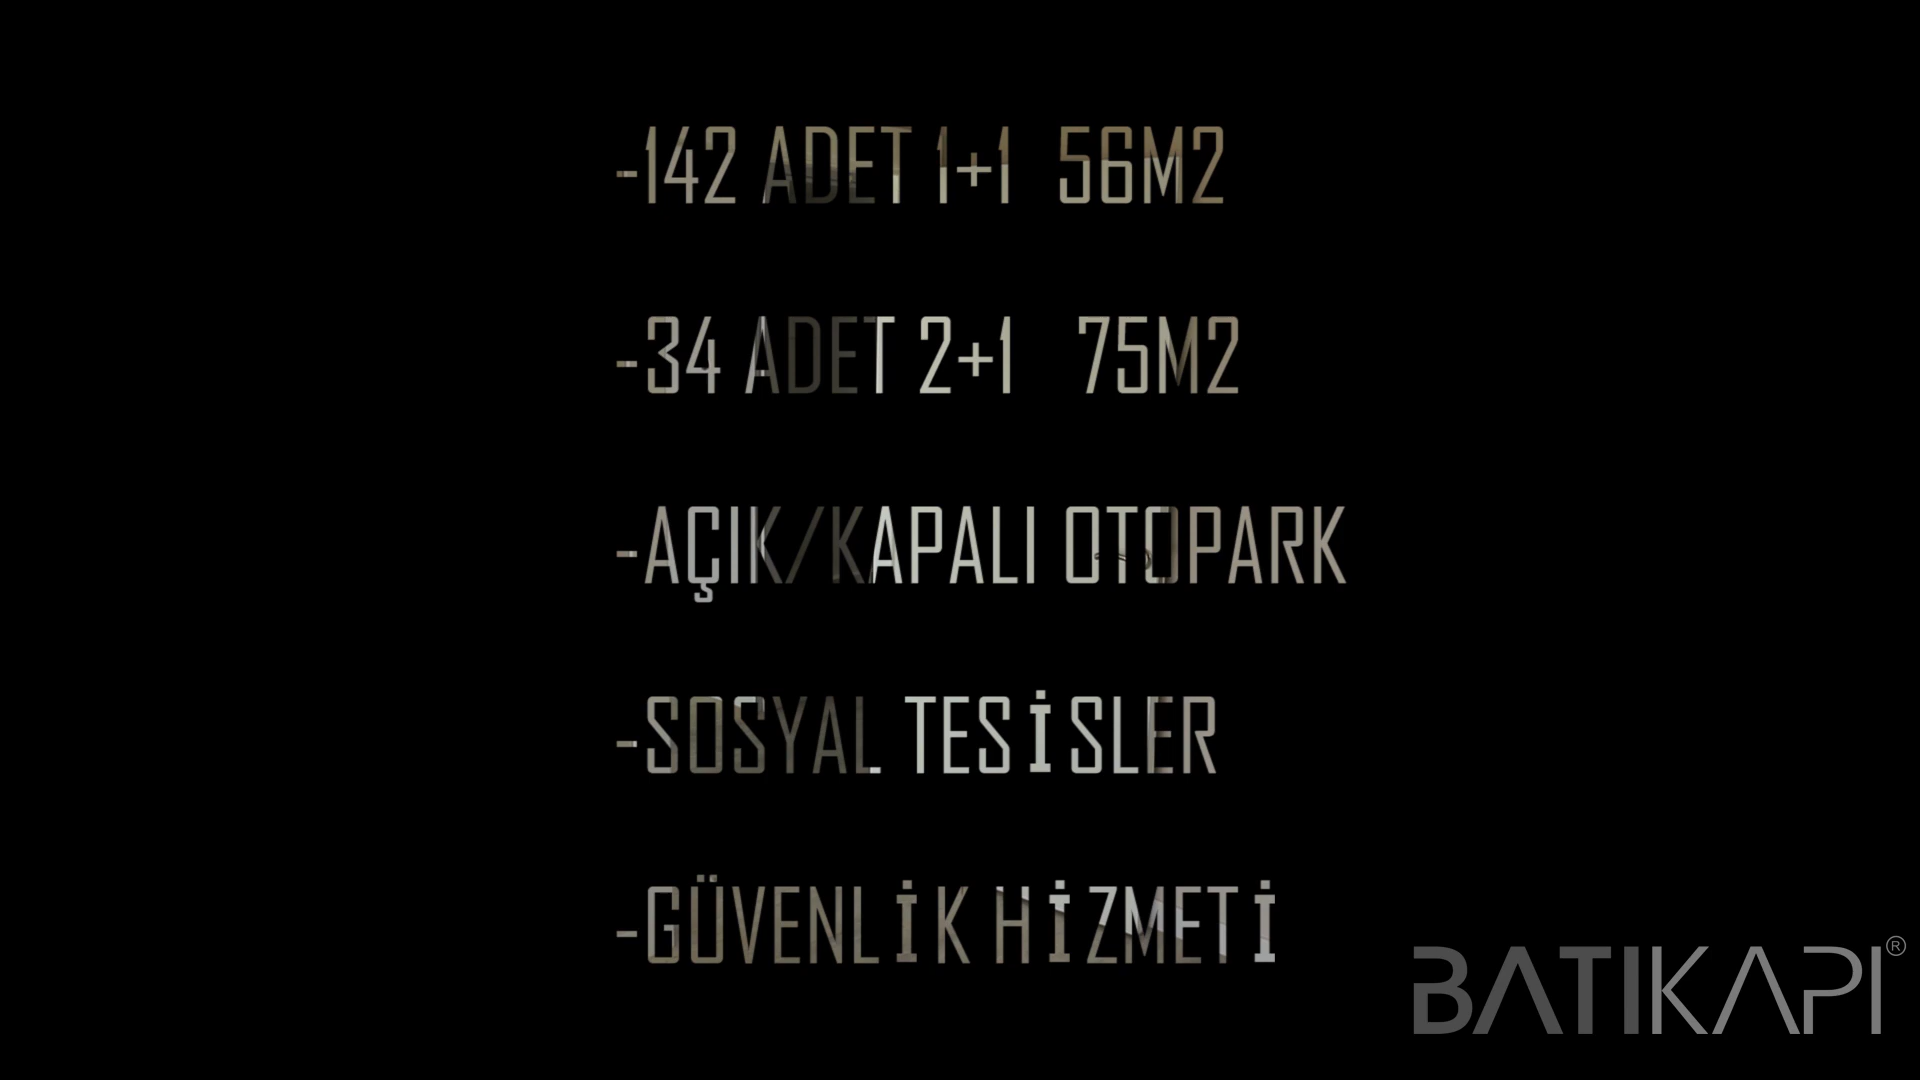 -142 ADET 1+1 56M2
-34 ADET 2+1 75M2
-AÇIK/KAPALI OTOPARK
-SOSYAL TESİSLER
-GÜVENLİK HİZMETİ
BATIKAPI®